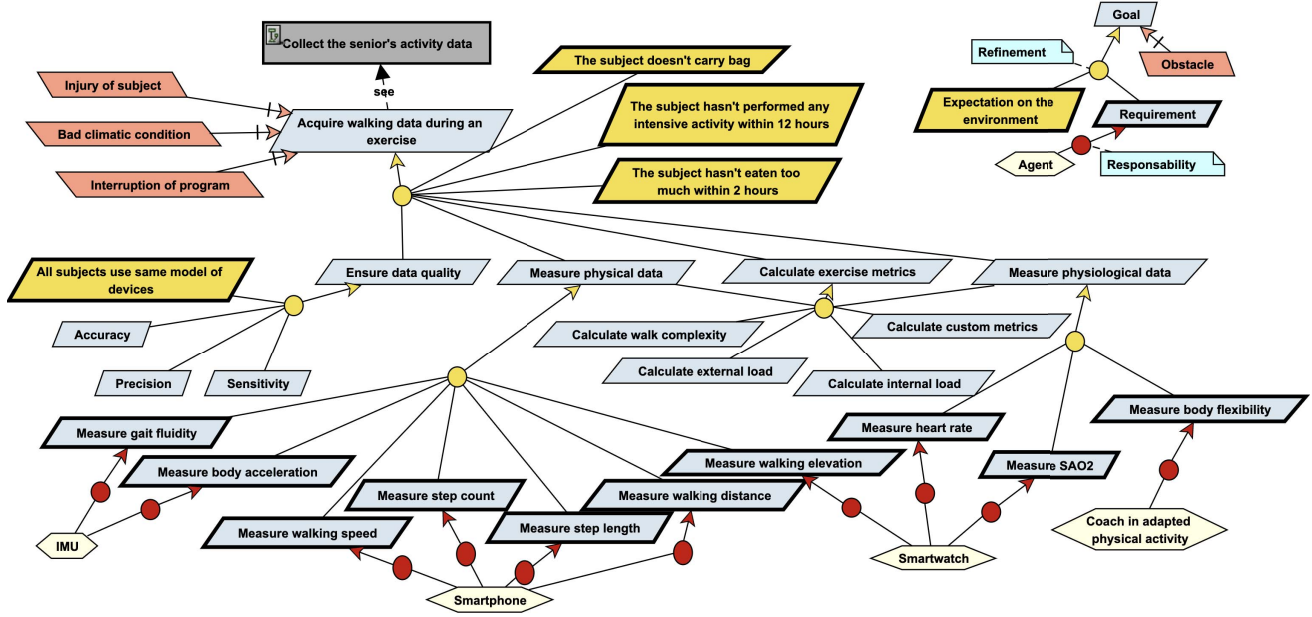 Collect the senior's activity data
see
Injury of subject
Bad climatic condition
Interruption of program
Acquire walking data during an
exercise
The subject doesn't carry bag
The subject hasn't performed any
intensive activity within 12 hours
The subject hasn't eaten too
much within 2 hours
Goal
Refinement
Obstacle
Expectation on the
environment
Requirement
Agent
Responsability
All subjects use same model of
devices
Ensure data quality
Measure physical data
Calculate exercise metrics
Measure physiological data
Accuracy
Precision
Sensitivity
Calculate walk complexity
Calculate custom metrics
Calculate external load
Calculate internal load
Measure gait fluidity
Measure body acceleration
Measure walking speed
Measure step count
Measure step length
Measure walking distance
Measure walking elevation
Measure heart rate
Measure SAO2
Measure body flexibility
IMU
Smartphone
Smartwatch
Coach in adapted
physical activity